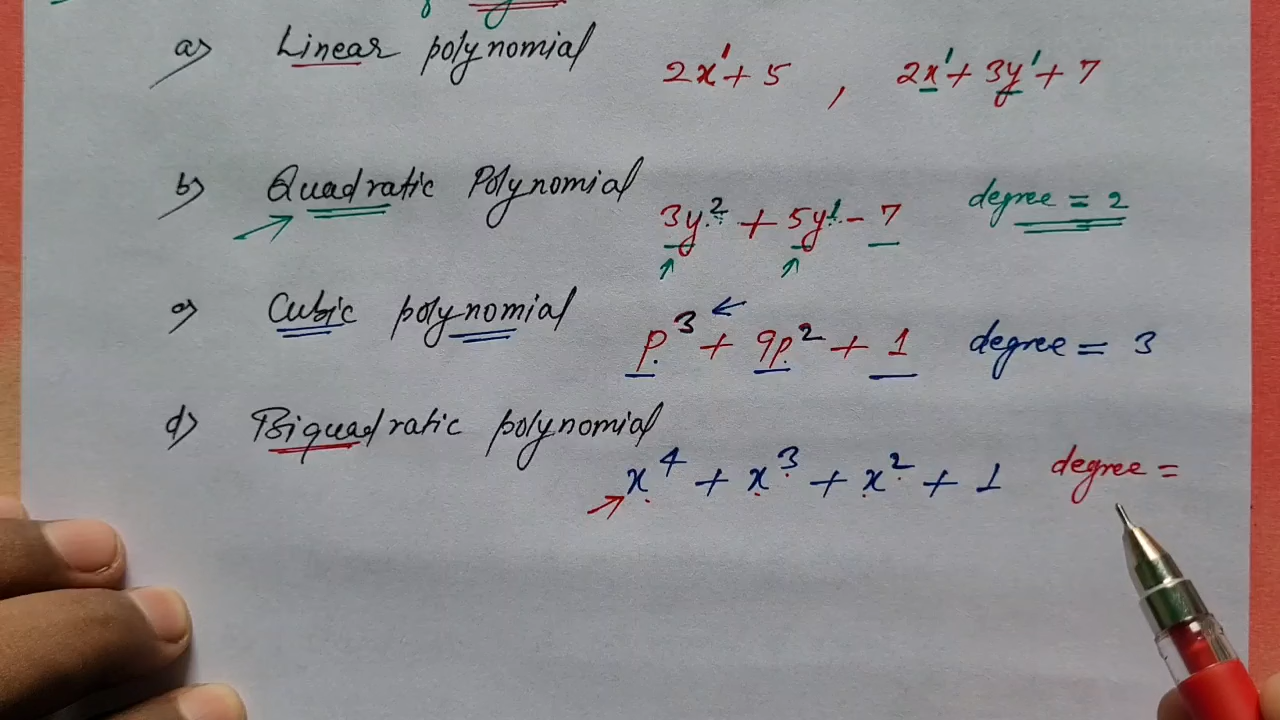 a) Linear polynomial 2x¹ + 5 , 2x¹ + 3y¹ + 7
b) Quadratic Polynomial 3y² + 5y¹ - 7 degree = 2
c) Cubic polynomial p³ + 9p² + 1 degree = 3
d) Biquadratic polynomial x⁴ + x³ + x² + 1 degree =